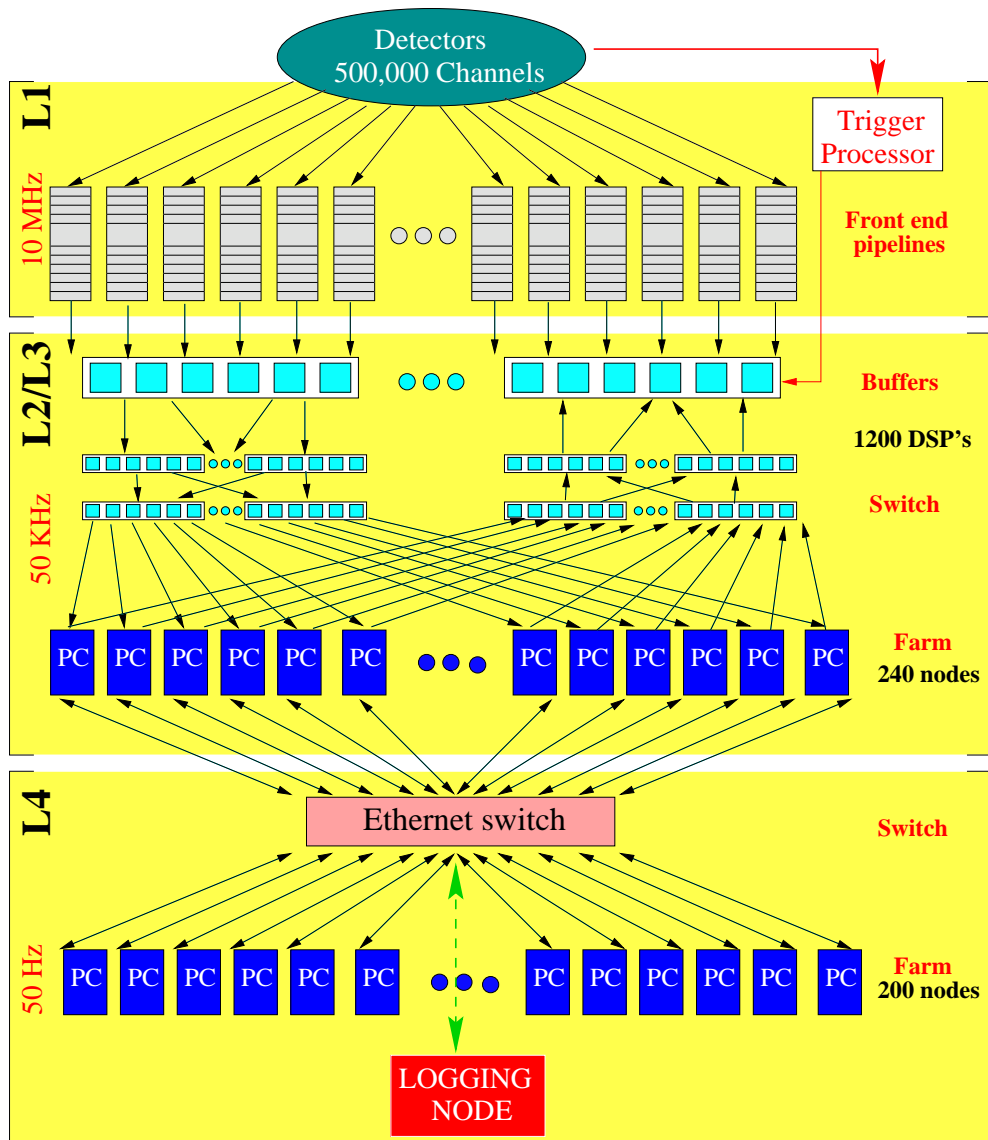 Detectors
500,000 Channels
L1
Trigger
Processor
10 MHz
Front end
pipelines
L2/L3
Buffers
1200 DSP's
50 KHz
Switch
PC PC PC PC PC PC PC PC PC PC PC PC
Farm
240 nodes
L4
Ethernet switch
Switch
50 Hz
PC PC PC PC PC PC PC PC PC PC PC PC
Farm
200 nodes
LOGGING
NODE